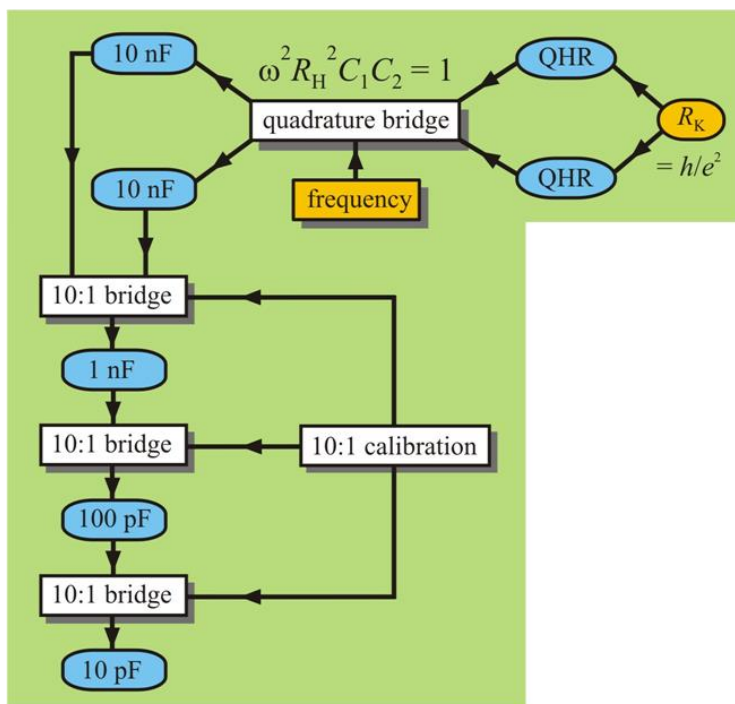 10 nF
ω²R_H²C₁C₂ = 1
QHR
quadrature bridge
R_K
= h/e²
10 nF
frequency
QHR
10:1 bridge
1 nF
10:1 bridge
10:1 calibration
100 pF
10:1 bridge
10 pF